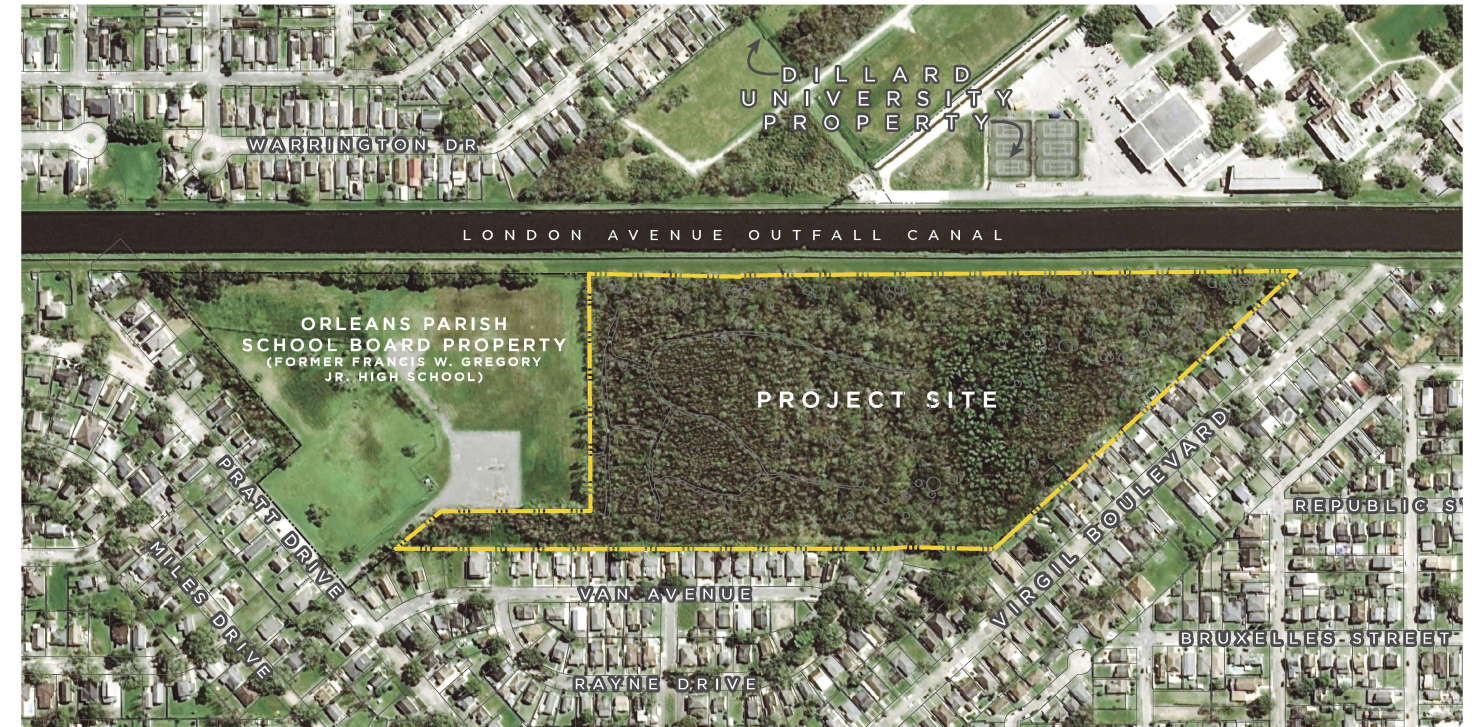 DILLARD
UNIVERSITY
PROPERTY
WARRINGTON DR
LONDON AVENUE OUTFALL CANAL
ORLEANS PARISH
SCHOOL BOARD PROPERTY
(FORMER FRANCIS W. GREGORY
JR. HIGH SCHOOL)
PROJECT SITE
PRATT DRIVE
MILES DRIVE
VIRGIL BOULEVARD
REPUBLIC S
VAN AVENUE
BRUXELLES STREET
RAYNE DRIVE